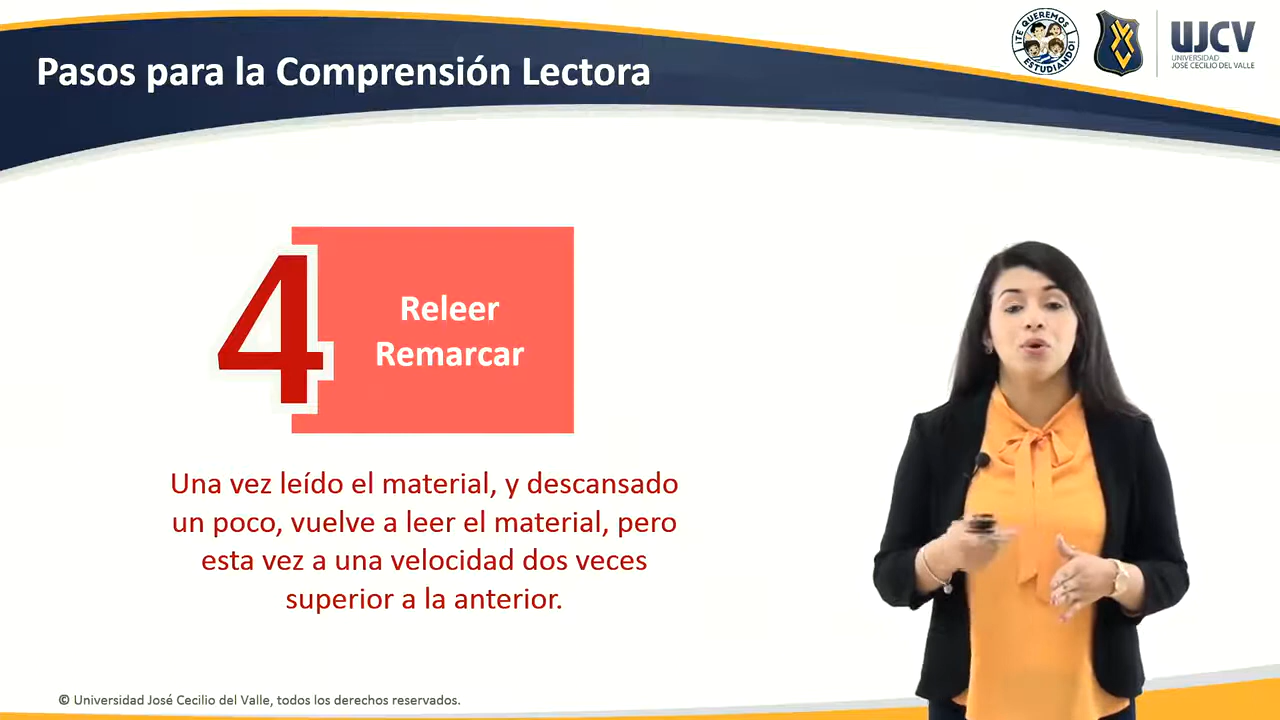 Pasos para la Comprensión Lectora
¡TE QUEREMOS
ESTUDIANDO!
UJCV
UNIVERSIDAD
JOSÉ CECILIO DEL VALLE
4
Releer
Remarcar
Una vez leído el material, y descansado
un poco, vuelve a leer el material, pero
esta vez a una velocidad dos veces
superior a la anterior.
© Universidad José Cecilio del Valle, todos los derechos reservados.